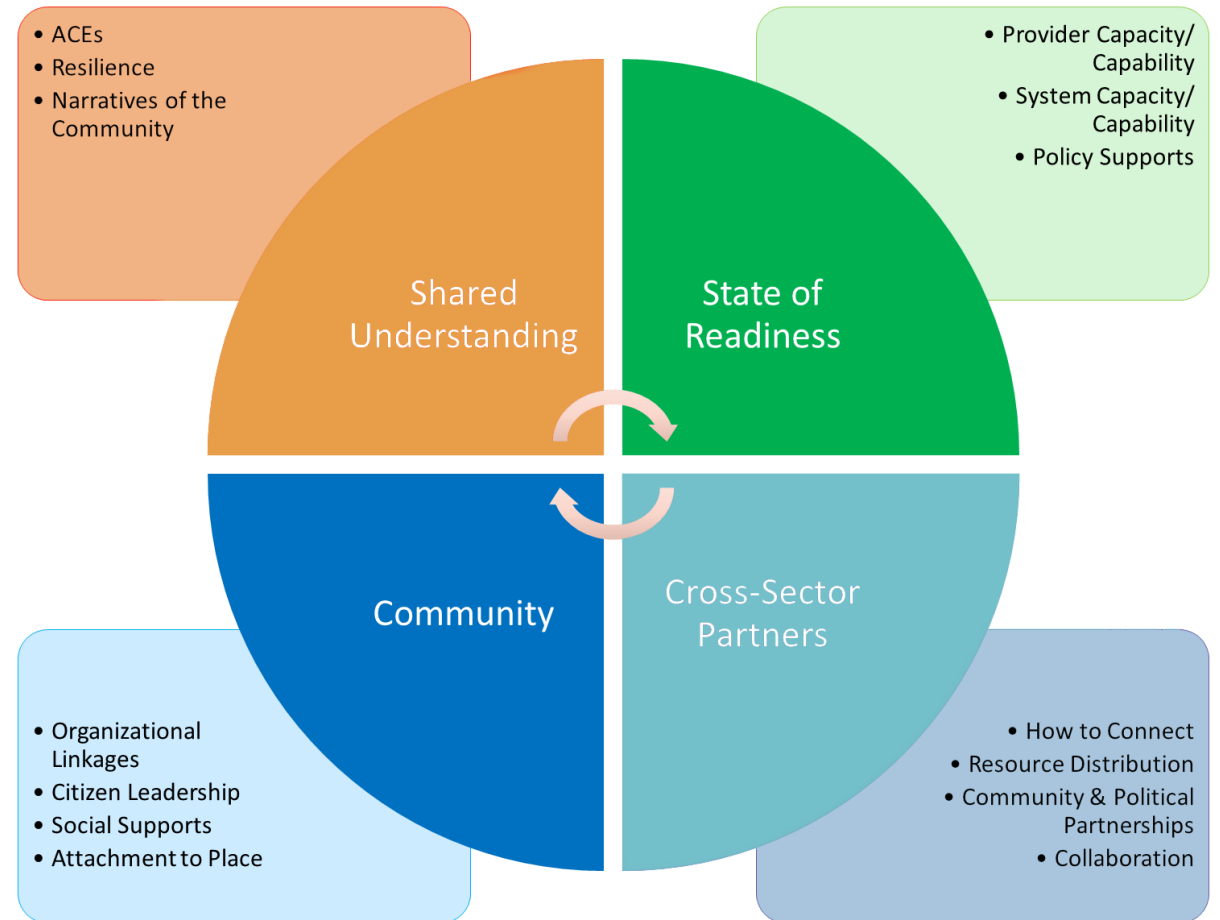 • ACEs
• Resilience
• Narratives of the
Community
• Provider Capacity/
Capability
• System Capacity/
Capability
• Policy Supports
Shared
Understanding
State of
Readiness
Community
Cross-Sector
Partners
• Organizational
Linkages
• Citizen Leadership
• Social Supports
• Attachment to Place
• How to Connect
• Resource Distribution
• Community & Political
Partnerships
• Collaboration